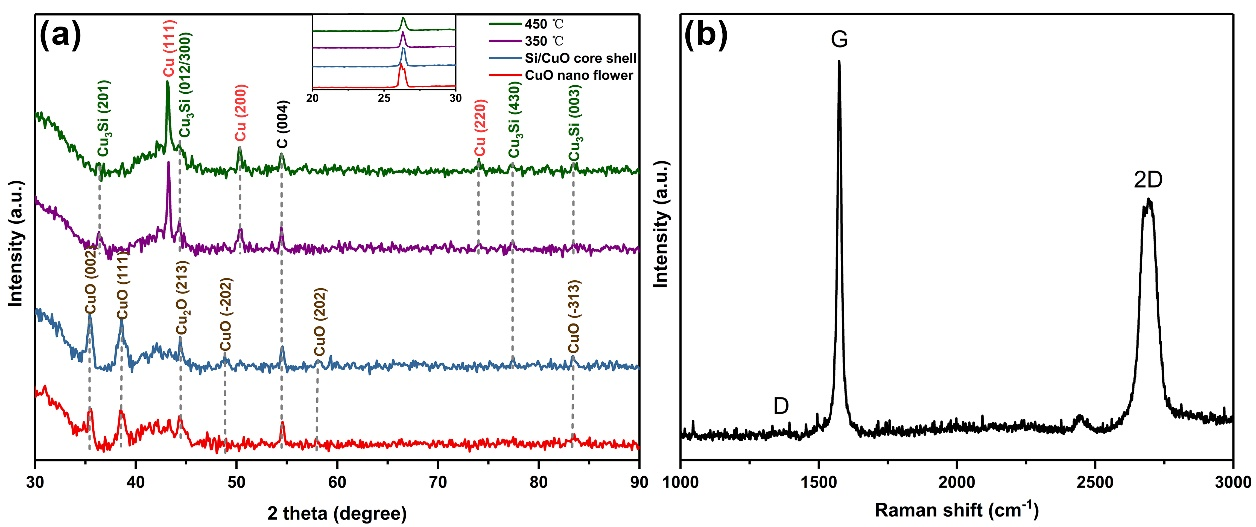 (a)
450 ℃
350 ℃
Si/CuO core shell
CuO nano flower
20
25
30
Cu₃Si (201)
Cu (111)
Cu₃Si (012/300)
Cu (200)
C (004)
Cu (220)
Cu₃Si (430)
Cu₃Si (003)
CuO (002)
CuO (111)
Cu₂O (213)
CuO (-202)
CuO (202)
CuO (-313)
Intensity (a.u.)
30
40
50
60
70
80
90
2 theta (degree)
(b)
G
2D
D
Intensity (a.u.)
1000
1500
2000
2500
3000
Raman shift (cm⁻¹)